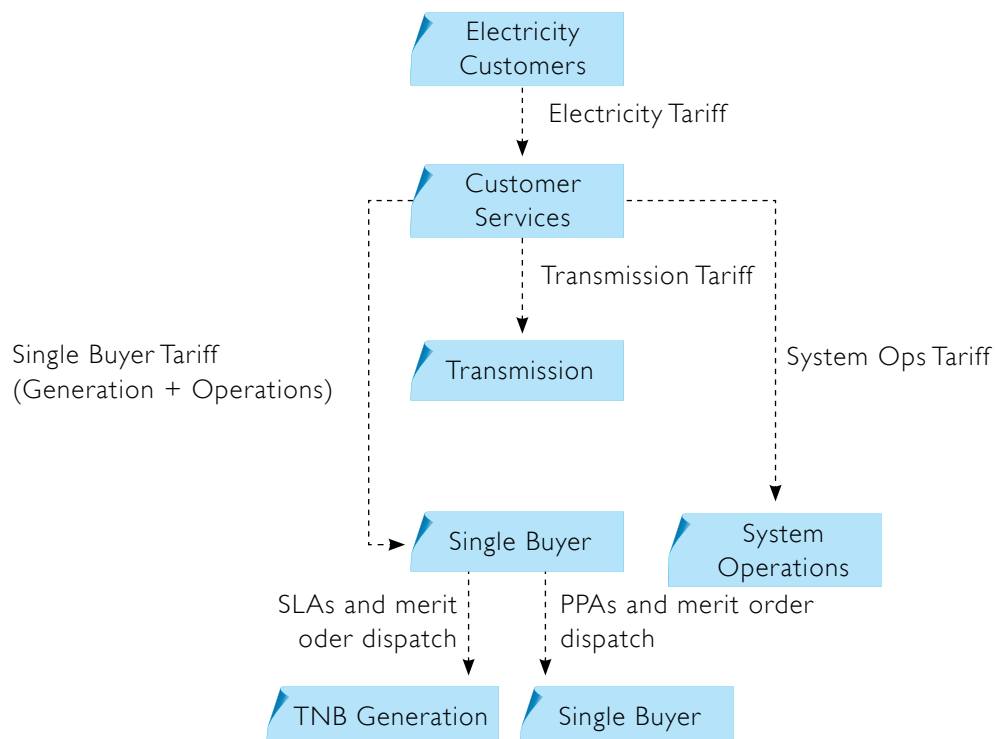 Electricity
Customers
Electricity Tariff
Customer
Services
Transmission Tariff
Single Buyer Tariff
(Generation + Operations)
Transmission
System Ops Tariff
Single Buyer
System
Operations
SLAs and merit
oder dispatch
PPAs and merit order
dispatch
TNB Generation
Single Buyer